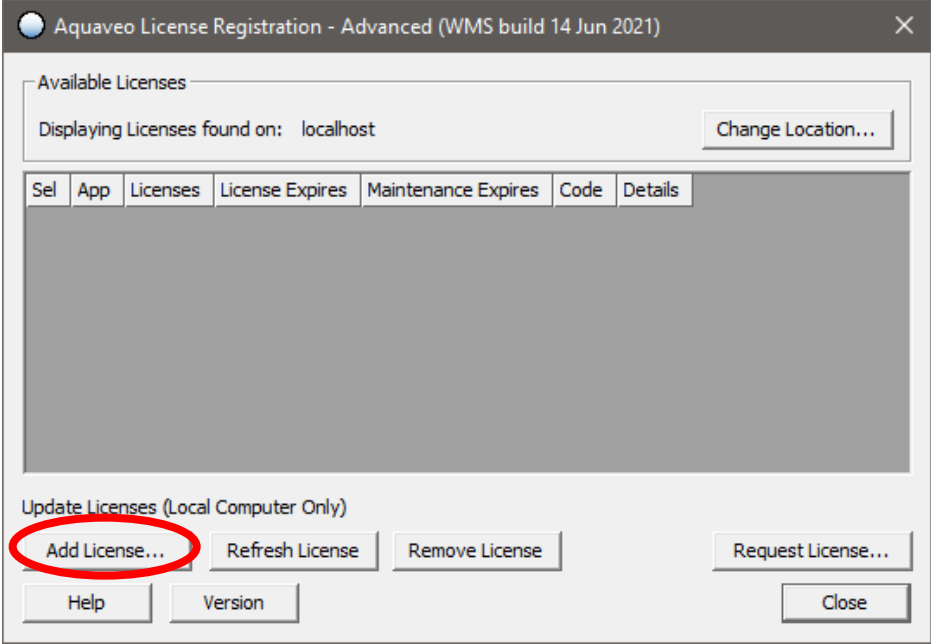 Aquaveo License Registration - Advanced (WMS build 14 Jun 2021)
Available Licenses
Displaying Licenses found on: localhost
Change Location...
Sel App Licenses License Expires Maintenance Expires Code Details
Update Licenses (Local Computer Only)
Add License... Refresh License Remove License Request License...
Help Version Close